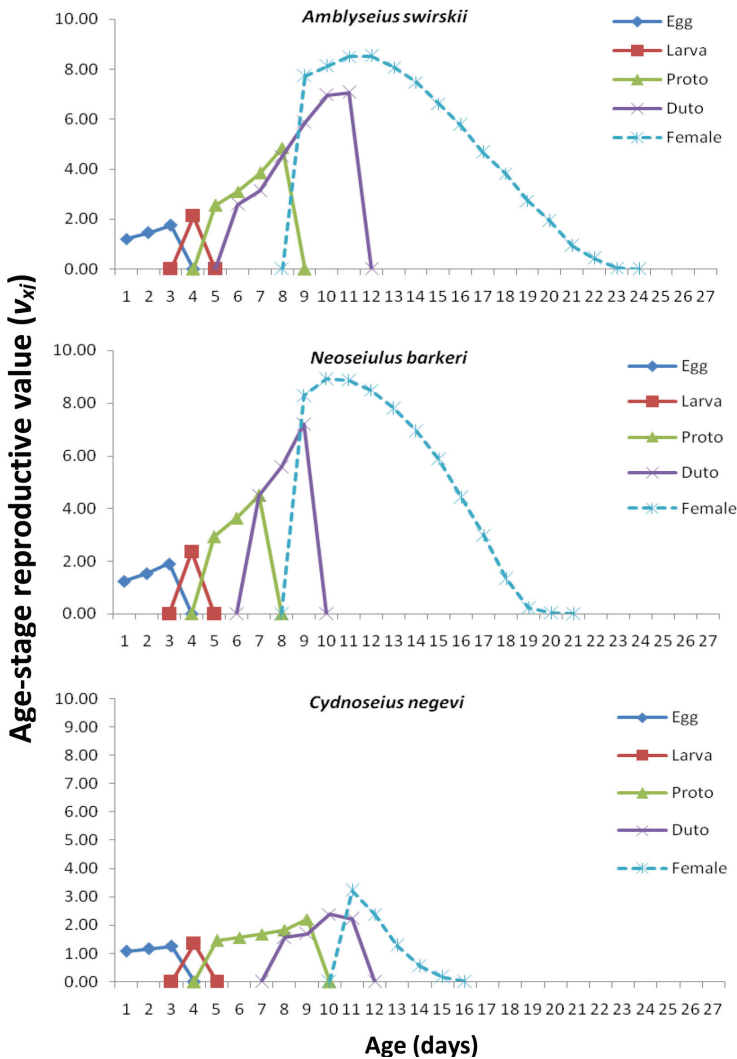 Age-stage reproductive value (vxj)
Amblyseius swirskii
10.00
8.00
6.00
4.00
2.00
0.00
Egg
Larva
Proto
Duto
Female
1 2 3 4 5 6 7 8 9 10 11 12 13 14 15 16 17 18 19 20 21 22 23 24 25 26 27
Neoseiulus barkeri
10.00
8.00
6.00
4.00
2.00
0.00
Egg
Larva
Proto
Duto
Female
1 2 3 4 5 6 7 8 9 10 11 12 13 14 15 16 17 18 19 20 21 22 23 24 25 26 27
Cydnoseius negevi
10.00
9.00
8.00
7.00
6.00
5.00
4.00
3.00
2.00
1.00
0.00
Egg
Larva
Proto
Duto
Female
1 2 3 4 5 6 7 8 9 10 11 12 13 14 15 16 17 18 19 20 21 22 23 24 25 26 27
Age (days)